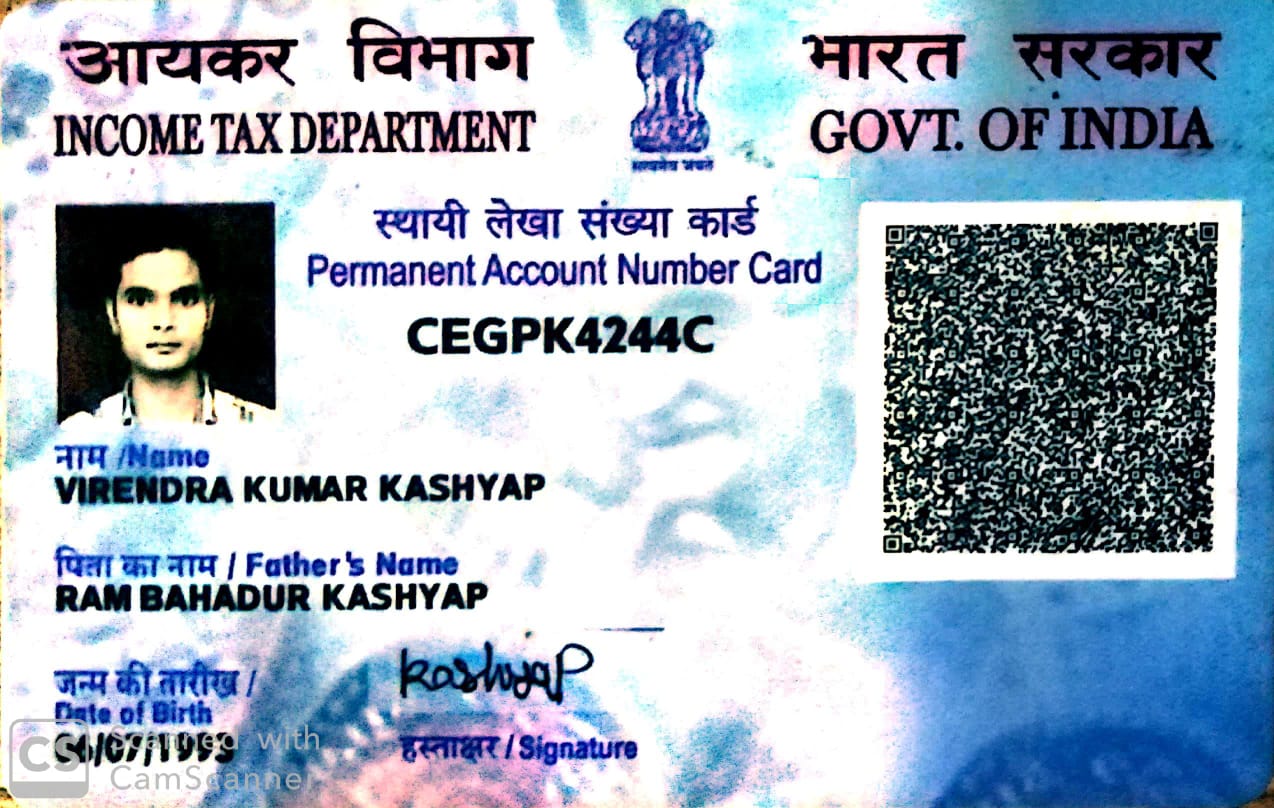 आयकर विभाग
INCOME TAX DEPARTMENT
सत्यमेव जयते
भारत सरकार
GOVT. OF INDIA
स्थायी लेखा संख्या कार्ड
Permanent Account Number Card
CEGPK4244C
नाम /Name
VIRENDRA KUMAR KASHYAP
पिता का नाम / Father's Name
RAM BAHADUR KASHYAP
जन्म की तारीख /
Date of Birth
/07/1995
kashyaP
हस्ताक्षर / Signature
CS Scanned with
CamScanner